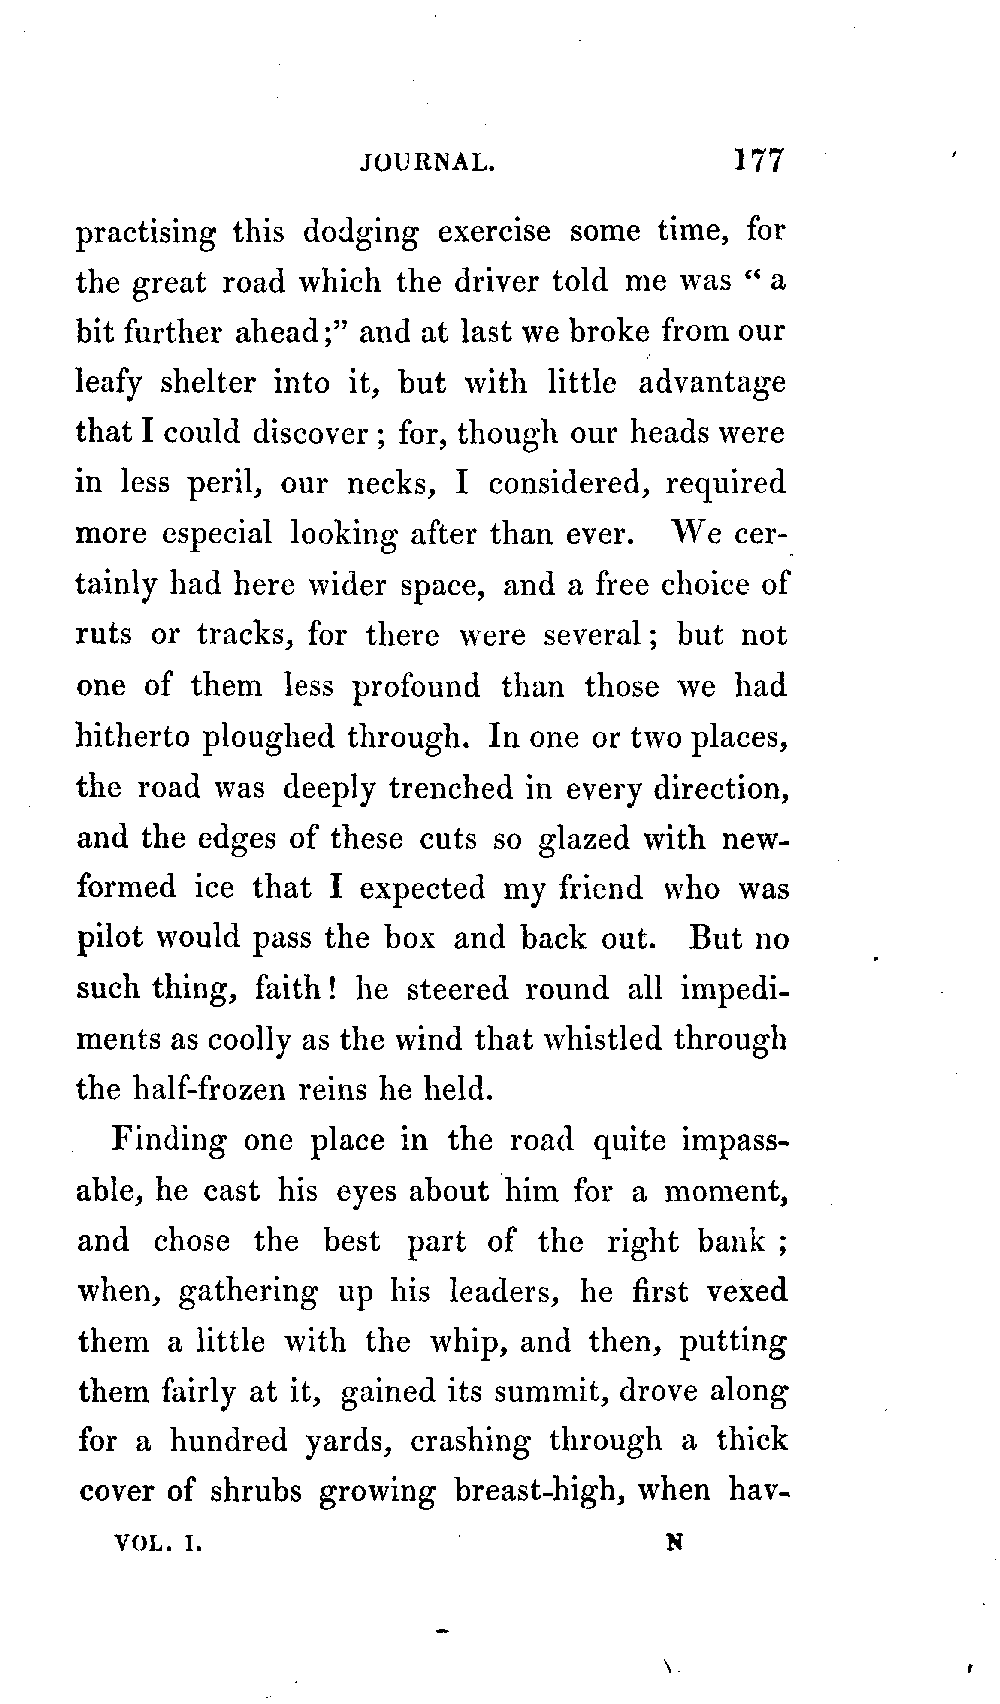 JOURNAL. 177
practising this dodging exercise some time, for
the great road which the driver told me was “ a
bit further ahead;” and at last we broke from our
leafy shelter into it, but with little advantage
that I could discover ; for, though our heads were
in less peril, our necks, I considered, required
more especial looking after than ever. We cer-
tainly had here wider space, and a free choice of
ruts or tracks, for there were several ; but not
one of them less profound than those we had
hitherto ploughed through. In one or two places,
the road was deeply trenched in every direction,
and the edges of these cuts so glazed with new-
formed ice that I expected my friend who was
pilot would pass the box and back out. But no
such thing, faith! he steered round all impedi-
ments as coolly as the wind that whistled through
the half-frozen reins he held.
Finding one place in the road quite impass-
able, he cast his eyes about him for a moment,
and chose the best part of the right bank ;
when, gathering up his leaders, he first vexed
them a little with the whip, and then, putting
them fairly at it, gained its summit, drove along
for a hundred yards, crashing through a thick
cover of shrubs growing breast-high, when hav-
VOL. I. N